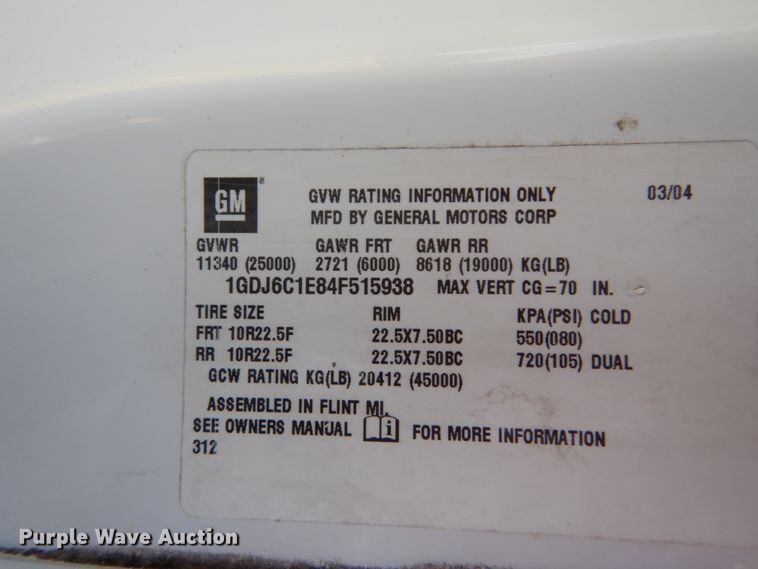 GM ® GVW RATING INFORMATION ONLY 03/04
MFD BY GENERAL MOTORS CORP
GVWR GAWR FRT GAWR RR
11340 (25000) 2721 (6000) 8618 (19000) KG(LB)
1GDJ6C1E84F515938 MAX VERT CG=70 IN.
TIRE SIZE RIM KPA(PSI) COLD
FRT 10R22.5F 22.5X7.50BC 550(080)
RR 10R22.5F 22.5X7.50BC 720(105) DUAL
GCW RATING KG(LB) 20412 (45000)
ASSEMBLED IN FLINT MI.
SEE OWNERS MANUAL i FOR MORE INFORMATION
312
Purple Wave Auction